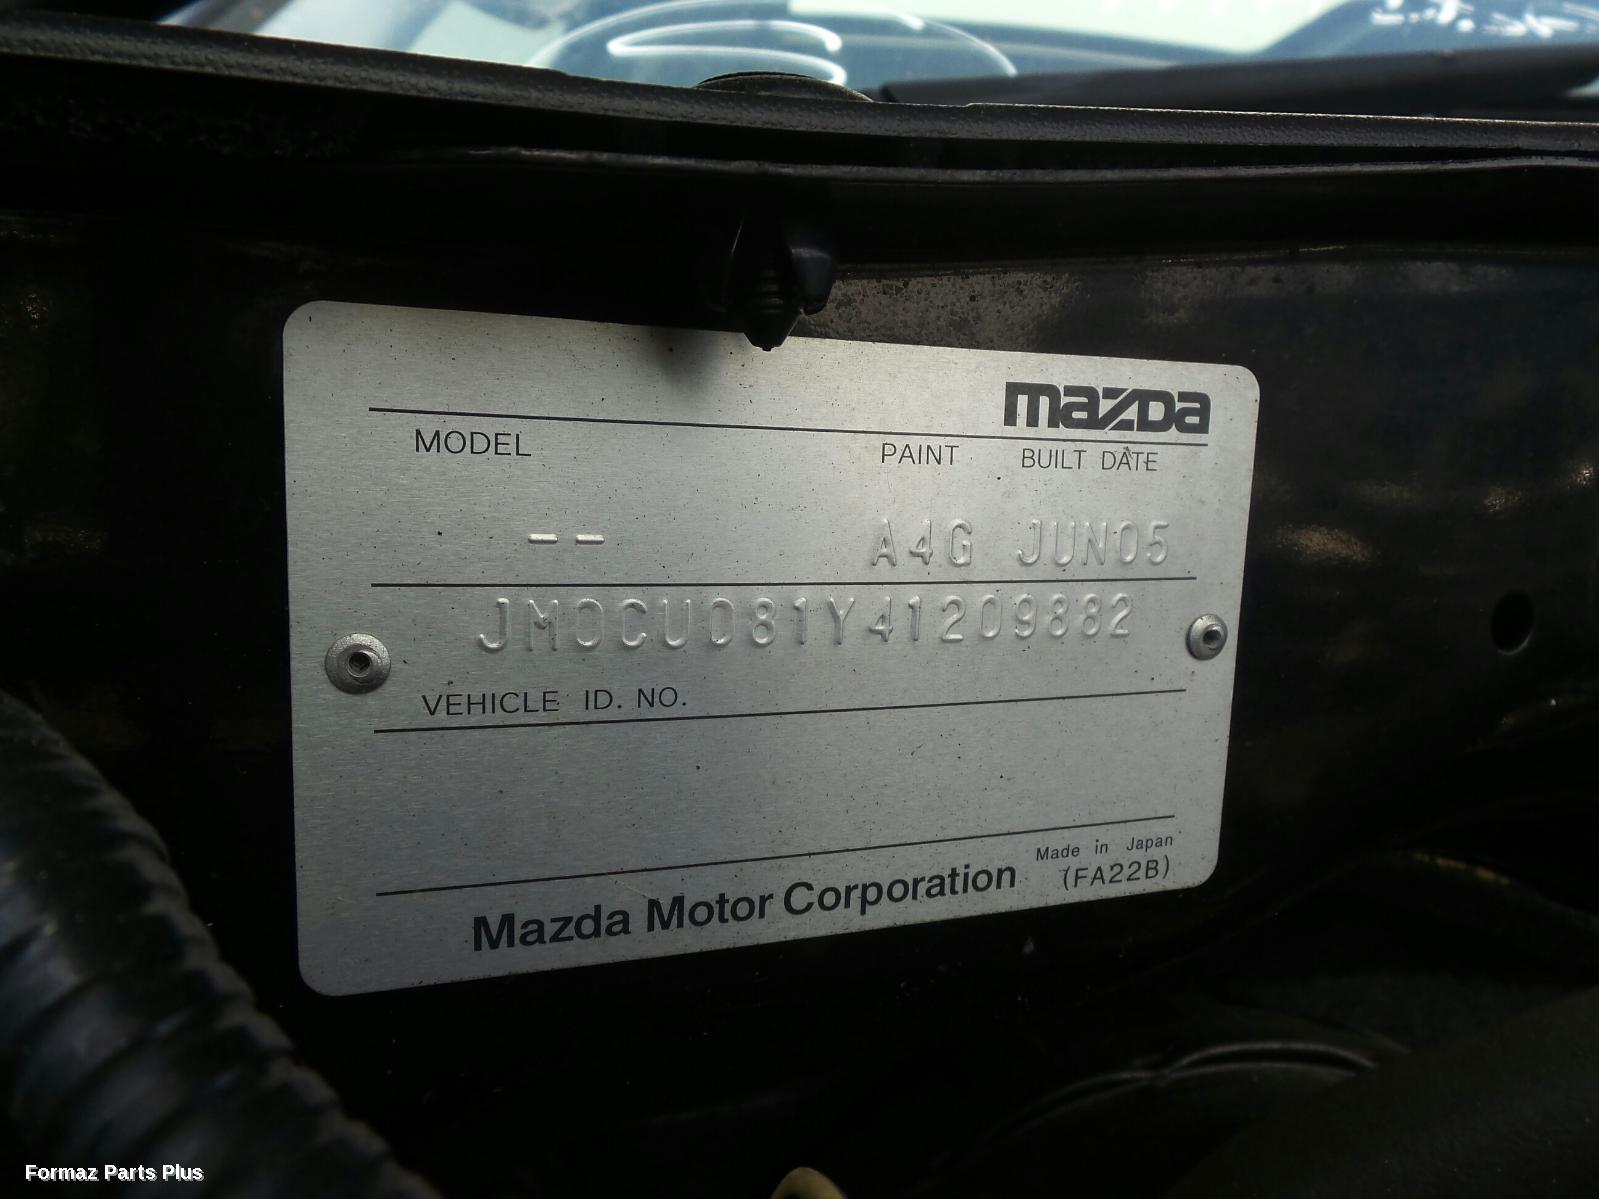 mazda
MODEL PAINT BUILT DATE
-- A4G JUN05
JM0CU081Y41209882
VEHICLE ID. NO.
Made in Japan
Mazda Motor Corporation (FA22B)
Formaz Parts Plus